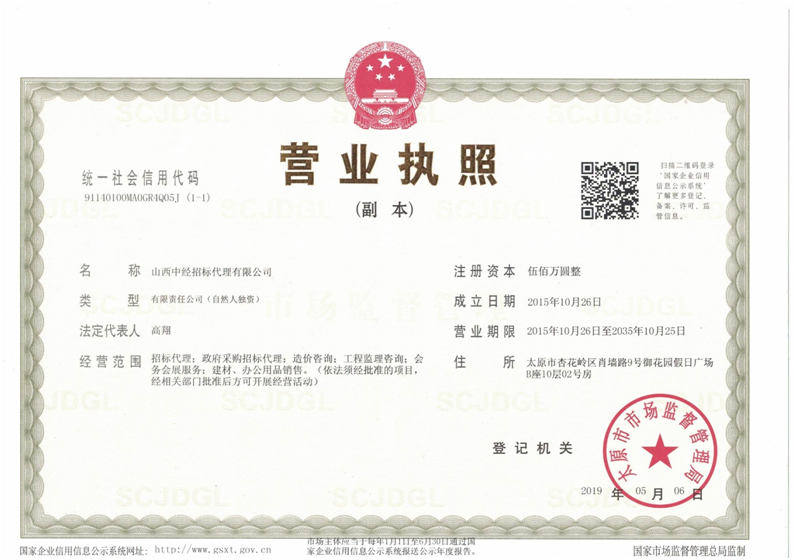 营业执照
(副 本)
统一社会信用代码
91140100MA0GR4Q05J (1-1)
扫描二维码登录
‘国家企业信用
信息公示系统’
了解更多登记、
备案、许可、监
管信息。
名 称 山西中经招标代理有限公司
类 型 有限责任公司(自然人独资)
法定代表人 高翔
经营范围 招标代理；政府采购招标代理；造价咨询；工程监理咨询；会
务会展服务；建材、办公用品销售。（依法须经批准的项目，
经相关部门批准后方可开展经营活动）
注册资本 伍佰万圆整
成立日期 2015年10月26日
营业期限 2015年10月26日至2035年10月25日
住 所 太原市杏花岭区肖墙路9号御花园假日广场
B座10层02号房
登记机关
太原市市场监督管理局
2019 年 05 月 06 日
国家企业信用信息公示系统网址: http://www.gsxt.gov.cn
市场主体应当于每年1月1日至6月30日通过国
家企业信用信息公示系统报送公示年度报告。
国家市场监督管理总局监制
SCJDGL
市场监督管理